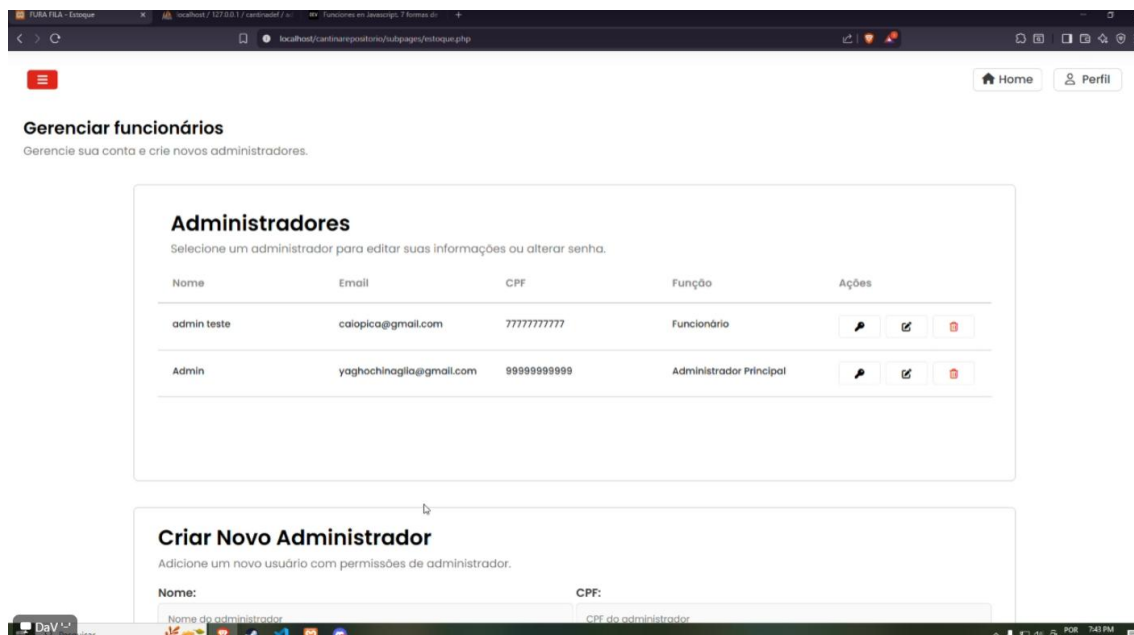 FURA FILA - Estoque
localhost / 127.0.0.1 / cantinadef /
Funciones en Javascript. 7 formas de
localhost/cantinarepositorio/subpages/estoque.php
Home
Perfil
Gerenciar funcionários
Gerencie sua conta e crie novos administradores.
Administradores
Selecione um administrador para editar suas informações ou alterar senha.
Nome Email CPF Função Ações
admin teste caiopica@gmail.com 77777777777 Funcionário
Admin yaghochinaglia@gmail.com 99999999999 Administrador Principal
Criar Novo Administrador
Adicione um novo usuário com permissões de administrador.
Nome: CPF:
Nome do administrador CPF do administrador
DaV '-'
POR 7:43 PM